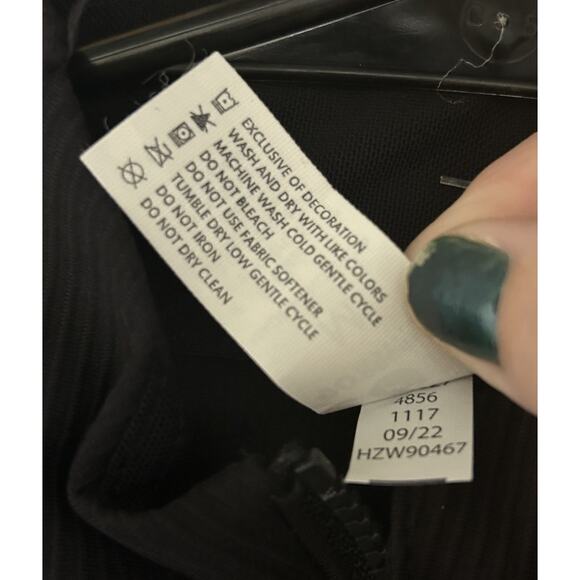 EXCLUSIVE OF DECORATION
WASH AND DRY WITH LIKE COLORS
MACHINE WASH COLD GENTLE CYCLE
DO NOT BLEACH
DO NOT USE FABRIC SOFTENER
TUMBLE DRY LOW GENTLE CYCLE
DO NOT IRON
DO NOT DRY CLEAN
4856
1117
09/22
HZW90467